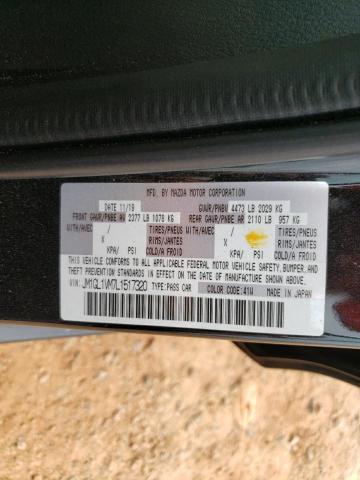 MFD. BY MAZDA MOTOR CORPORATION
DATE 11/19 GVWR/PNBV 4473 LB 2029 KG
FRONT GAWR/PNBE AV 2377 LB 1078 KG REAR GAWR/PNBE AR 2110 LB 957 KG
WITH/AVEC / TIRES/PNEUS WITH/AVEC / TIRES/PNEUS
X RIMS/JANTES X RIMS/JANTES
KPA/ PSI COLD/A FROID KPA/ PSI COLD/A FROID
THIS VEHICLE CONFORMS TO ALL APPLICABLE FEDERAL MOTOR VEHICLE SAFETY, BUMPER, AND
THEFT PREVENTION STANDARDS IN EFFECT ON THE DATE OF MANUFACTURE SHOWN ABOVE.
VIN: JM1GL1VM7L1517320 TYPE: PASS CAR COLOR CODE: 41W MADE IN JAPAN